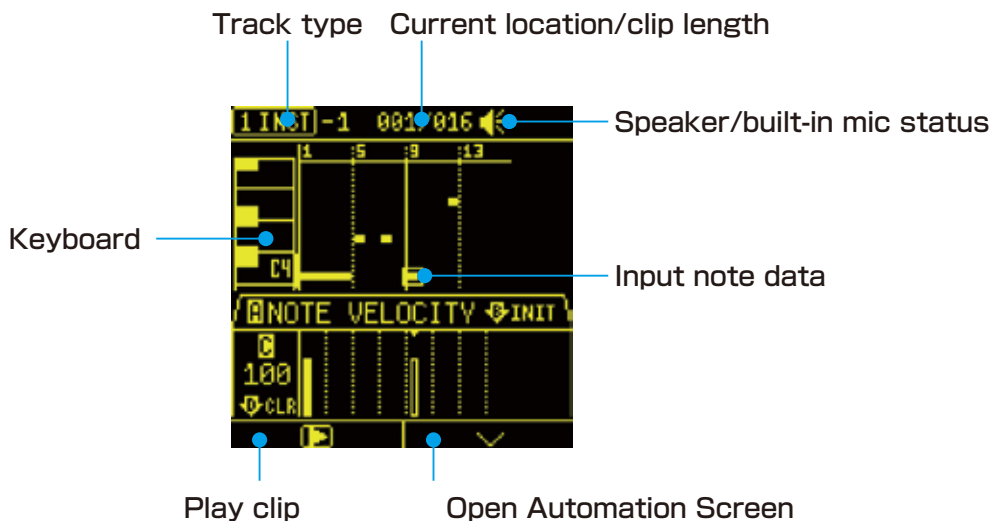 Track type Current location/clip length
1 INST -1 001/016
Speaker/built-in mic status
1 5 9 13
Keyboard
C4
Input note data
A NOTE VELOCITY B INIT
C
100
D CLR
Play clip Open Automation Screen